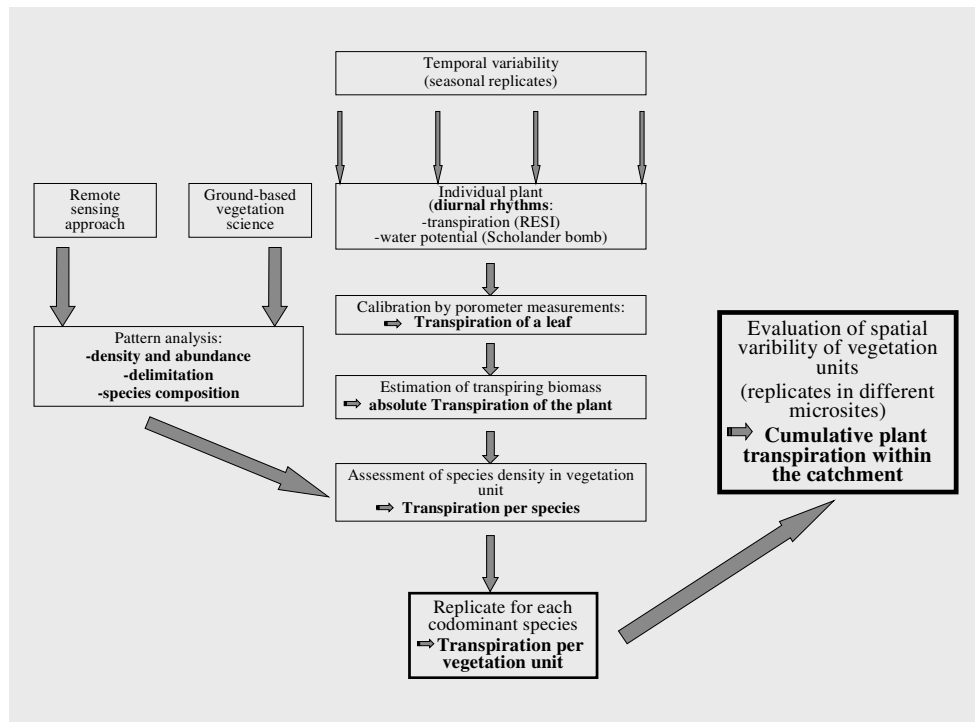 Temporal variability
(seasonal replicates)
Remote
sensing
approach
Ground-based
vegetation
science
Individual plant
(diurnal rhythms:
-transpiration (RESI)
-water potential (Scholander bomb)
Calibration by porometer measurements:
Transpiration of a leaf
Pattern analysis:
-density and abundance
-delimitation
-species composition
Estimation of transpiring biomass
absolute Transpiration of the plant
Assessment of species density in vegetation
unit
Transpiration per species
Replicate for each
codominant species
Transpiration per
vegetation unit
Evaluation of spatial
varibility of vegetation
units
(replicates in different
microsites)
Cumulative plant
transpiration within
the catchment